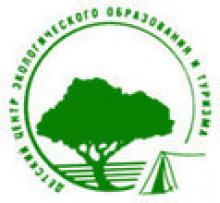 ДЕТСКИЙ ЦЕНТР ЭКОЛОГИЧЕСКОГО ОБРАЗОВАНИЯ И ТУРИЗМА